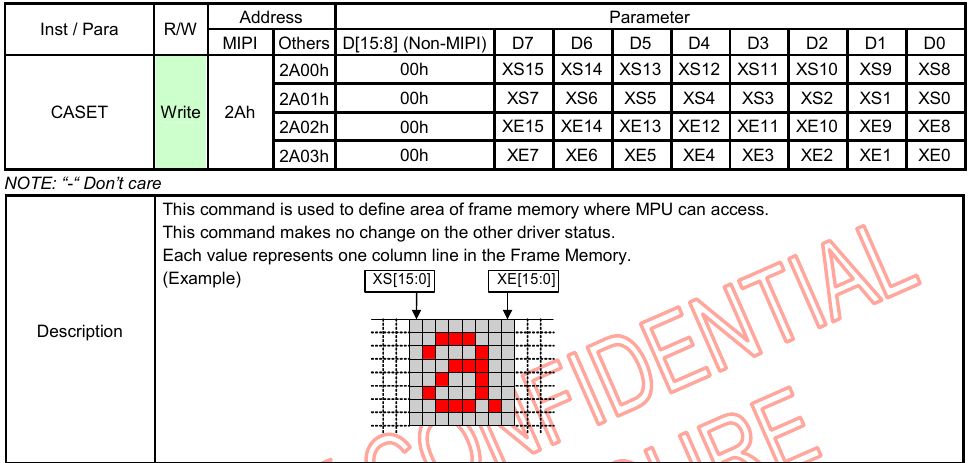 Inst / Para R/W Address Parameter
MIPI Others D[15:8] (Non-MIPI) D7 D6 D5 D4 D3 D2 D1 D0
CASET Write 2Ah 2A00h 00h XS15 XS14 XS13 XS12 XS11 XS10 XS9 XS8
2A01h 00h XS7 XS6 XS5 XS4 XS3 XS2 XS1 XS0
2A02h 00h XE15 XE14 XE13 XE12 XE11 XE10 XE9 XE8
2A03h 00h XE7 XE6 XE5 XE4 XE3 XE2 XE1 XE0
NOTE: “-“ Don’t care
Description
This command is used to define area of frame memory where MPU can access.
This command makes no change on the other driver status.
Each value represents one column line in the Frame Memory.
(Example)
XS[15:0] XE[15:0]
a